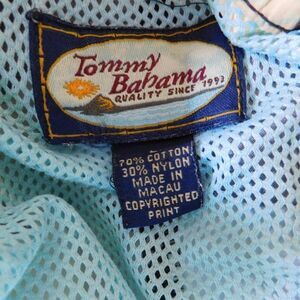 Tommy
Bahama
QUALITY SINCE 1993
70% COTTON
30% NYLON
MADE IN
MACAU
COPYRIGHTED
PRINT